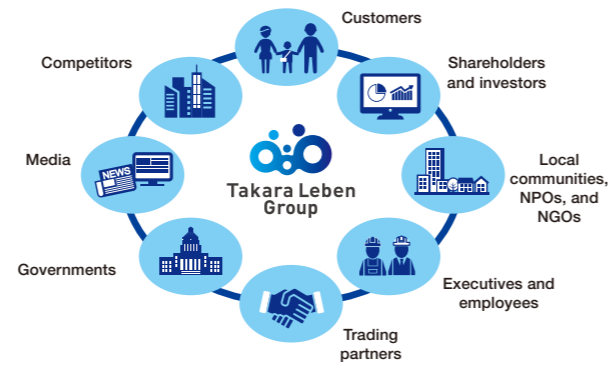 Customers
Competitors
Shareholders
and investors
Media
NEWS
Takara Leben
Group
Local
communities,
NPOs, and
NGOs
Governments
Executives and
employees
Trading
partners